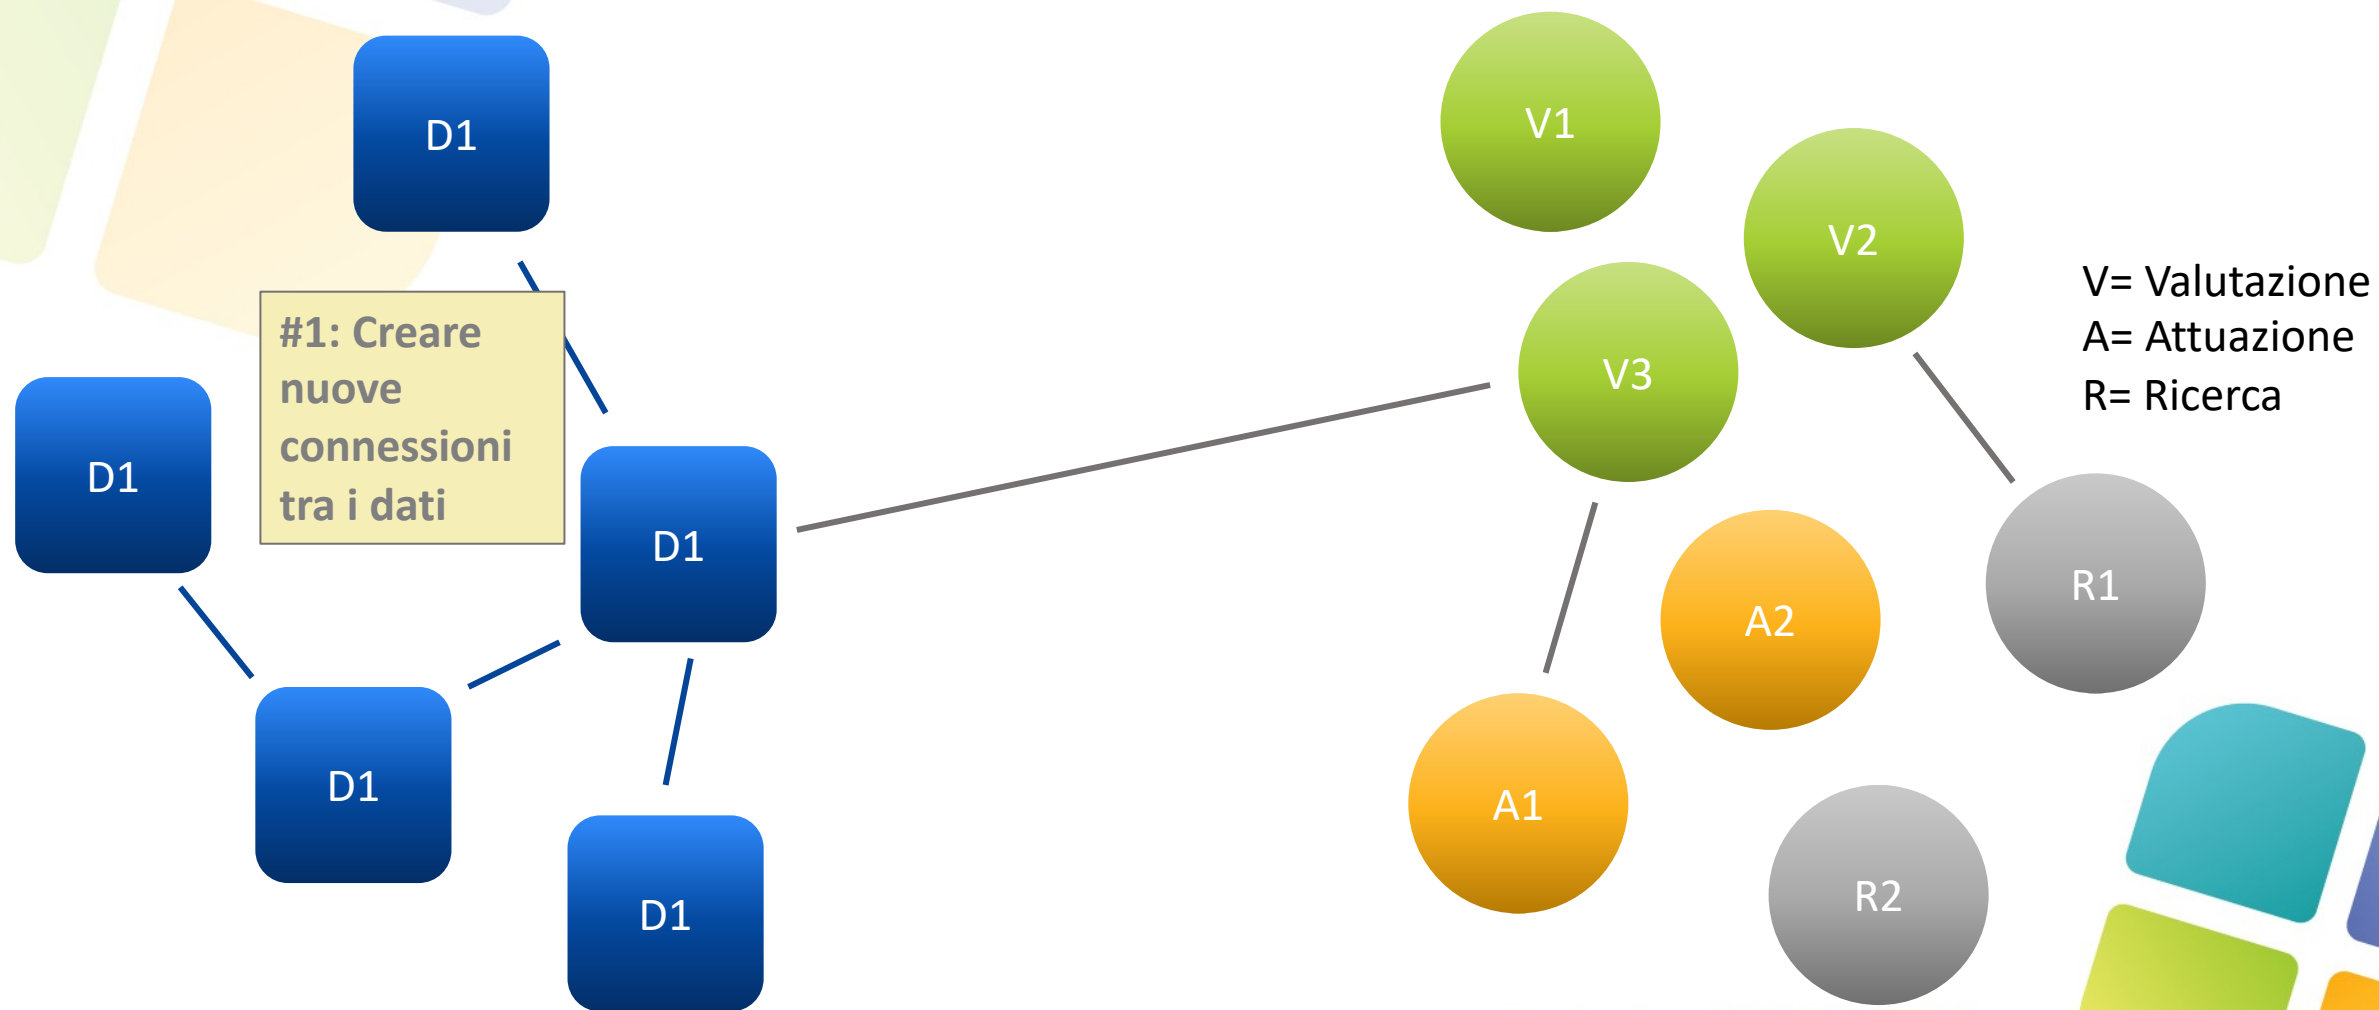 D1
#1: Creare
nuove
connessioni
tra i dati
D1
D1
D1
D1
V1
V2
V3
V= Valutazione
A= Attuazione
R= Ricerca
R1
A2
A1
R2